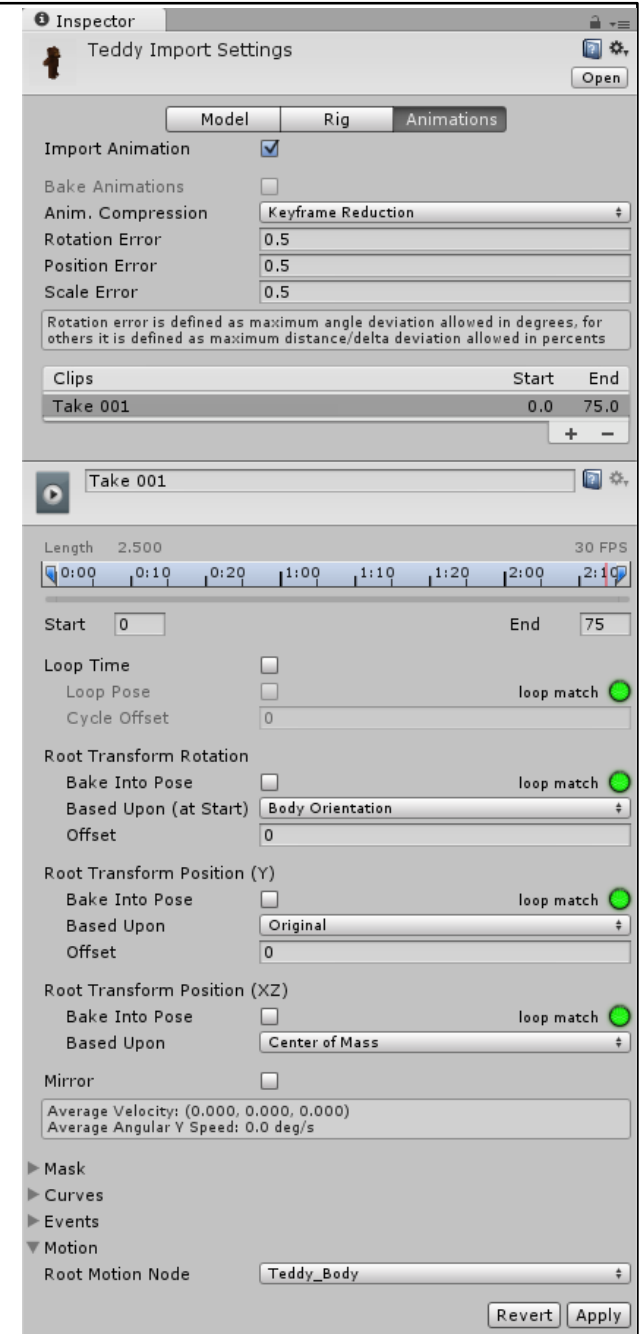 Inspector
Teddy Import Settings
Open
Model Rig Animations
Import Animation
Bake Animations
Anim. Compression Keyframe Reduction
Rotation Error 0.5
Position Error 0.5
Scale Error 0.5
Rotation error is defined as maximum angle deviation allowed in degrees, for
others it is defined as maximum distance/delta deviation allowed in percents
Clips Start End
Take 001 0.0 75.0
+ −
Take 001
Length 2.500 30 FPS
0:00 0:10 0:20 1:00 1:10 1:20 2:00 2:10
Start 0 End 75
Loop Time
Loop Pose loop match
Cycle Offset 0
Root Transform Rotation
Bake Into Pose loop match
Based Upon (at Start) Body Orientation
Offset 0
Root Transform Position (Y)
Bake Into Pose loop match
Based Upon Original
Offset 0
Root Transform Position (XZ)
Bake Into Pose loop match
Based Upon Center of Mass
Mirror
Average Velocity: (0.000, 0.000, 0.000)
Average Angular Y Speed: 0.0 deg/s
Mask
Curves
Events
Motion
Root Motion Node Teddy_Body
Revert Apply